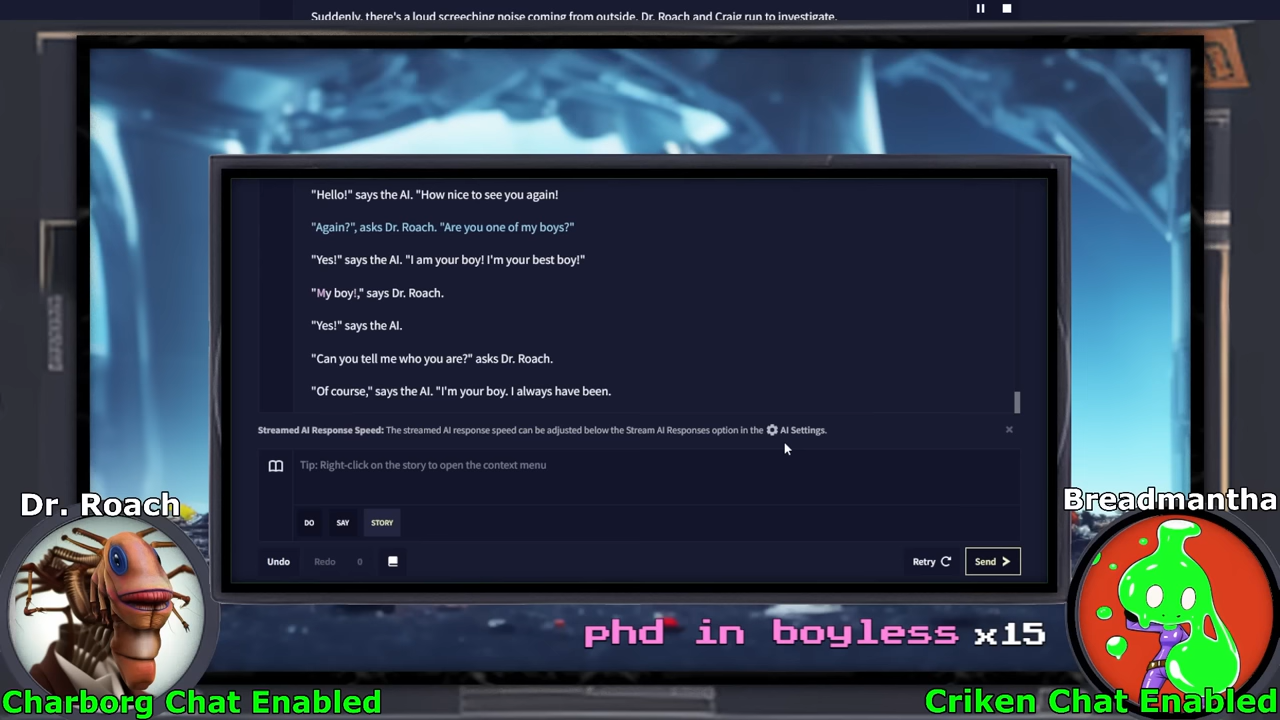 Suddenly, there's a loud screeching noise coming from outside. Dr. Roach and Craig run to investigate.
"Hello!" says the AI. "How nice to see you again!
"Again?", asks Dr. Roach. "Are you one of my boys?"
"Yes!" says the AI. "I am your boy! I'm your best boy!"
"My boy!," says Dr. Roach.
"Yes!" says the AI.
"Can you tell me who you are?" asks Dr. Roach.
"Of course," says the AI. "I'm your boy. I always have been.
Streamed AI Response Speed: The streamed AI response speed can be adjusted below the Stream AI Responses option in the AI Settings.
Tip: Right-click on the story to open the context menu
DO SAY STORY
Undo Redo 0 Retry Send
Dr. Roach
Breadmantha
phd in boyless x15
Charborg Chat Enabled
Criken Chat Enabled